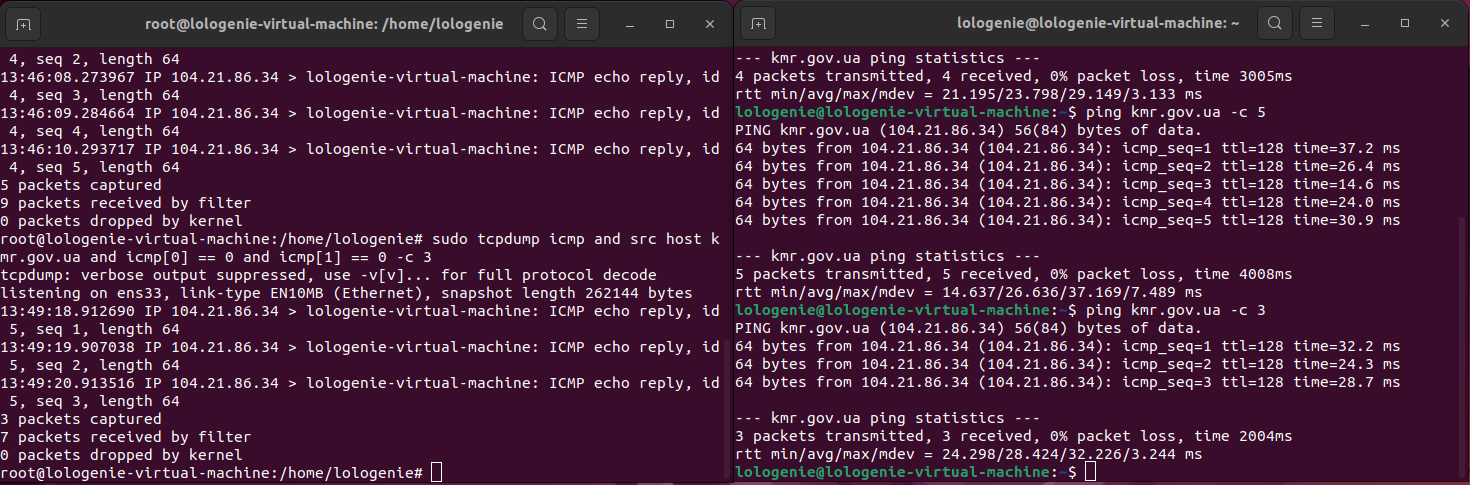 root@lologenie-virtual-machine: /home/lologenie
 4, seq 2, length 64
13:46:08.273967 IP 104.21.86.34 > lologenie-virtual-machine: ICMP echo reply, id
 4, seq 3, length 64
13:46:09.284664 IP 104.21.86.34 > lologenie-virtual-machine: ICMP echo reply, id
 4, seq 4, length 64
13:46:10.293717 IP 104.21.86.34 > lologenie-virtual-machine: ICMP echo reply, id
 4, seq 5, length 64
5 packets captured
9 packets received by filter
0 packets dropped by kernel
root@lologenie-virtual-machine:/home/lologenie# sudo tcpdump icmp and src host k
mr.gov.ua and icmp[0] == 0 and icmp[1] == 0 -c 3
tcpdump: verbose output suppressed, use -v[v]... for full protocol decode
listening on ens33, link-type EN10MB (Ethernet), snapshot length 262144 bytes
13:49:18.912690 IP 104.21.86.34 > lologenie-virtual-machine: ICMP echo reply, id
 5, seq 1, length 64
13:49:19.907038 IP 104.21.86.34 > lologenie-virtual-machine: ICMP echo reply, id
 5, seq 2, length 64
13:49:20.913516 IP 104.21.86.34 > lologenie-virtual-machine: ICMP echo reply, id
 5, seq 3, length 64
3 packets captured
7 packets received by filter
0 packets dropped by kernel
root@lologenie-virtual-machine:/home/lologenie#
lologenie@lologenie-virtual-machine: ~
--- kmr.gov.ua ping statistics ---
4 packets transmitted, 4 received, 0% packet loss, time 3005ms
rtt min/avg/max/mdev = 21.195/23.798/29.149/3.133 ms
lologenie@lologenie-virtual-machine:~$ ping kmr.gov.ua -c 5
PING kmr.gov.ua (104.21.86.34) 56(84) bytes of data.
64 bytes from 104.21.86.34 (104.21.86.34): icmp_seq=1 ttl=128 time=37.2 ms
64 bytes from 104.21.86.34 (104.21.86.34): icmp_seq=2 ttl=128 time=26.4 ms
64 bytes from 104.21.86.34 (104.21.86.34): icmp_seq=3 ttl=128 time=14.6 ms
64 bytes from 104.21.86.34 (104.21.86.34): icmp_seq=4 ttl=128 time=24.0 ms
64 bytes from 104.21.86.34 (104.21.86.34): icmp_seq=5 ttl=128 time=30.9 ms
--- kmr.gov.ua ping statistics ---
5 packets transmitted, 5 received, 0% packet loss, time 4008ms
rtt min/avg/max/mdev = 14.637/26.636/37.169/7.489 ms
lologenie@lologenie-virtual-machine:~$ ping kmr.gov.ua -c 3
PING kmr.gov.ua (104.21.86.34) 56(84) bytes of data.
64 bytes from 104.21.86.34 (104.21.86.34): icmp_seq=1 ttl=128 time=32.2 ms
64 bytes from 104.21.86.34 (104.21.86.34): icmp_seq=2 ttl=128 time=24.3 ms
64 bytes from 104.21.86.34 (104.21.86.34): icmp_seq=3 ttl=128 time=28.7 ms
--- kmr.gov.ua ping statistics ---
3 packets transmitted, 3 received, 0% packet loss, time 2004ms
rtt min/avg/max/mdev = 24.298/28.424/32.226/3.244 ms
lologenie@lologenie-virtual-machine:~$